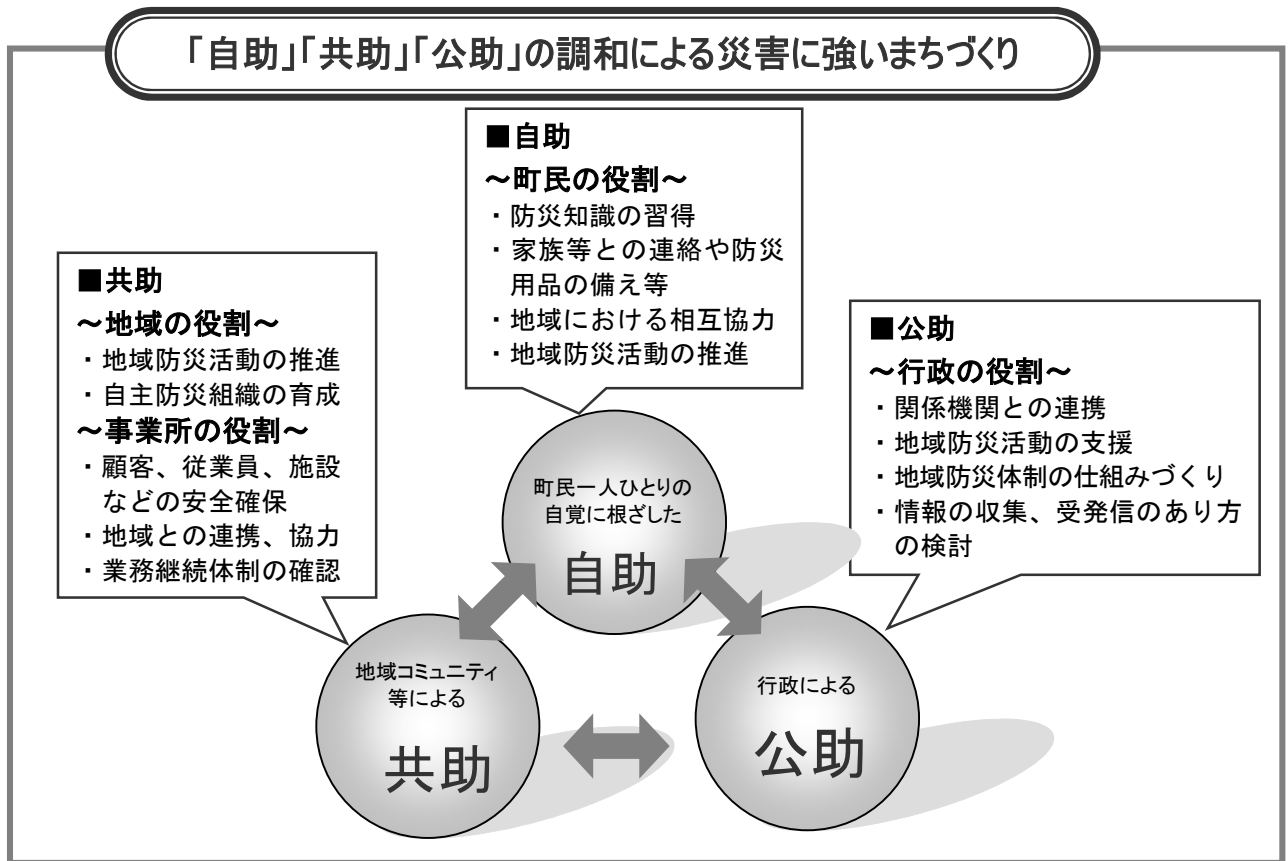 「自助」「共助」「公助」の調和による災害に強いまちづくり
■自助
～町民の役割～
・防災知識の習得
・家族等との連絡や防災
用品の備え等
・地域における相互協力
・地域防災活動の推進
■共助
～地域の役割～
・地域防災活動の推進
・自主防災組織の育成
～事業所の役割～
・顧客、従業員、施設
などの安全確保
・地域との連携、協力
・業務継続体制の確認
■公助
～行政の役割～
・関係機関との連携
・地域防災活動の支援
・地域防災体制の仕組みづくり
・情報の収集、受発信のあり方
の検討
町民一人ひとりの
自覚に根ざした
自助
地域コミュニティ
等による
共助
行政による
公助